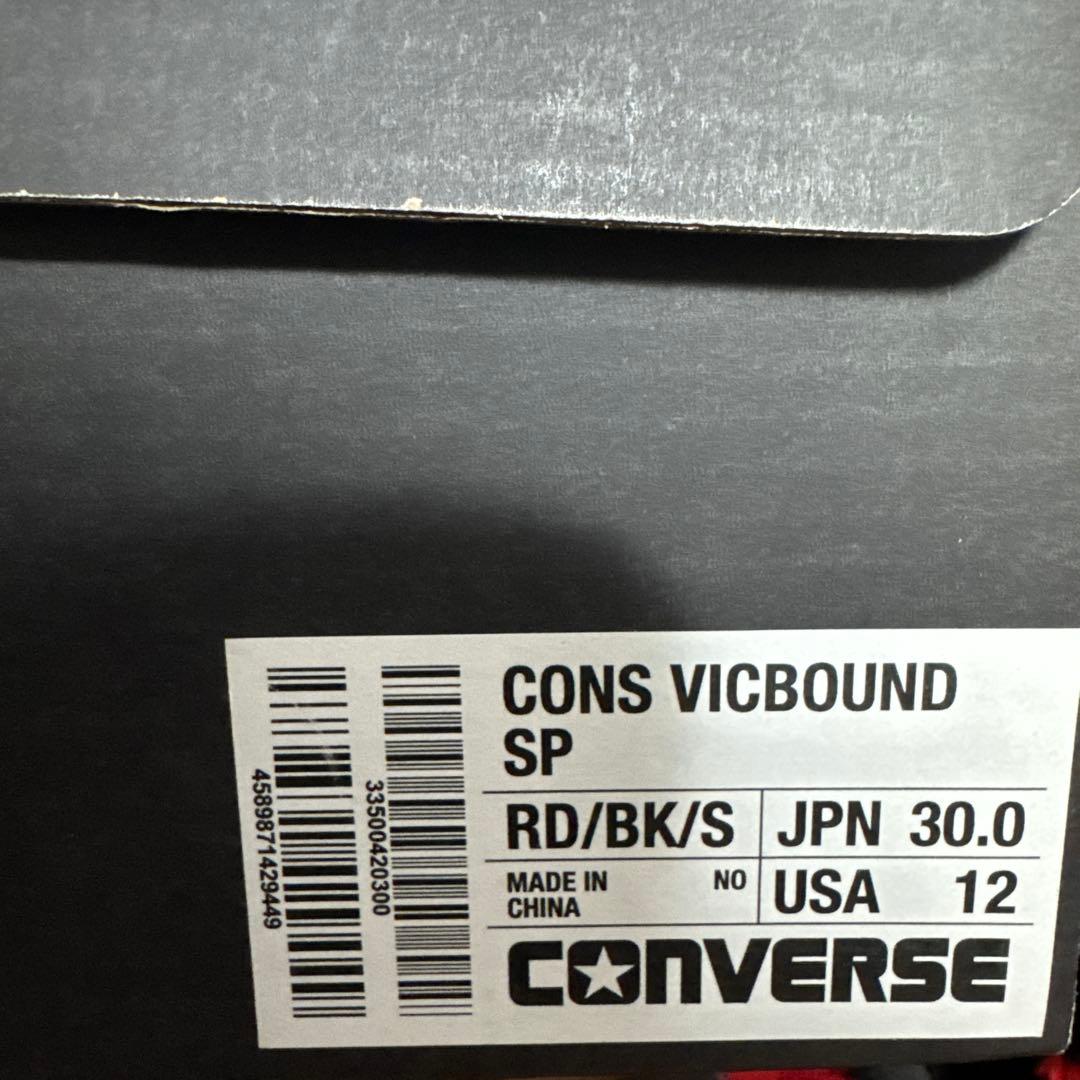 CONS VICBOUND
SP
RD/BK/S
JPN 30.0
MADE IN
CHINA
NO
USA 12
CONVERSE
4589871429449
33500420300